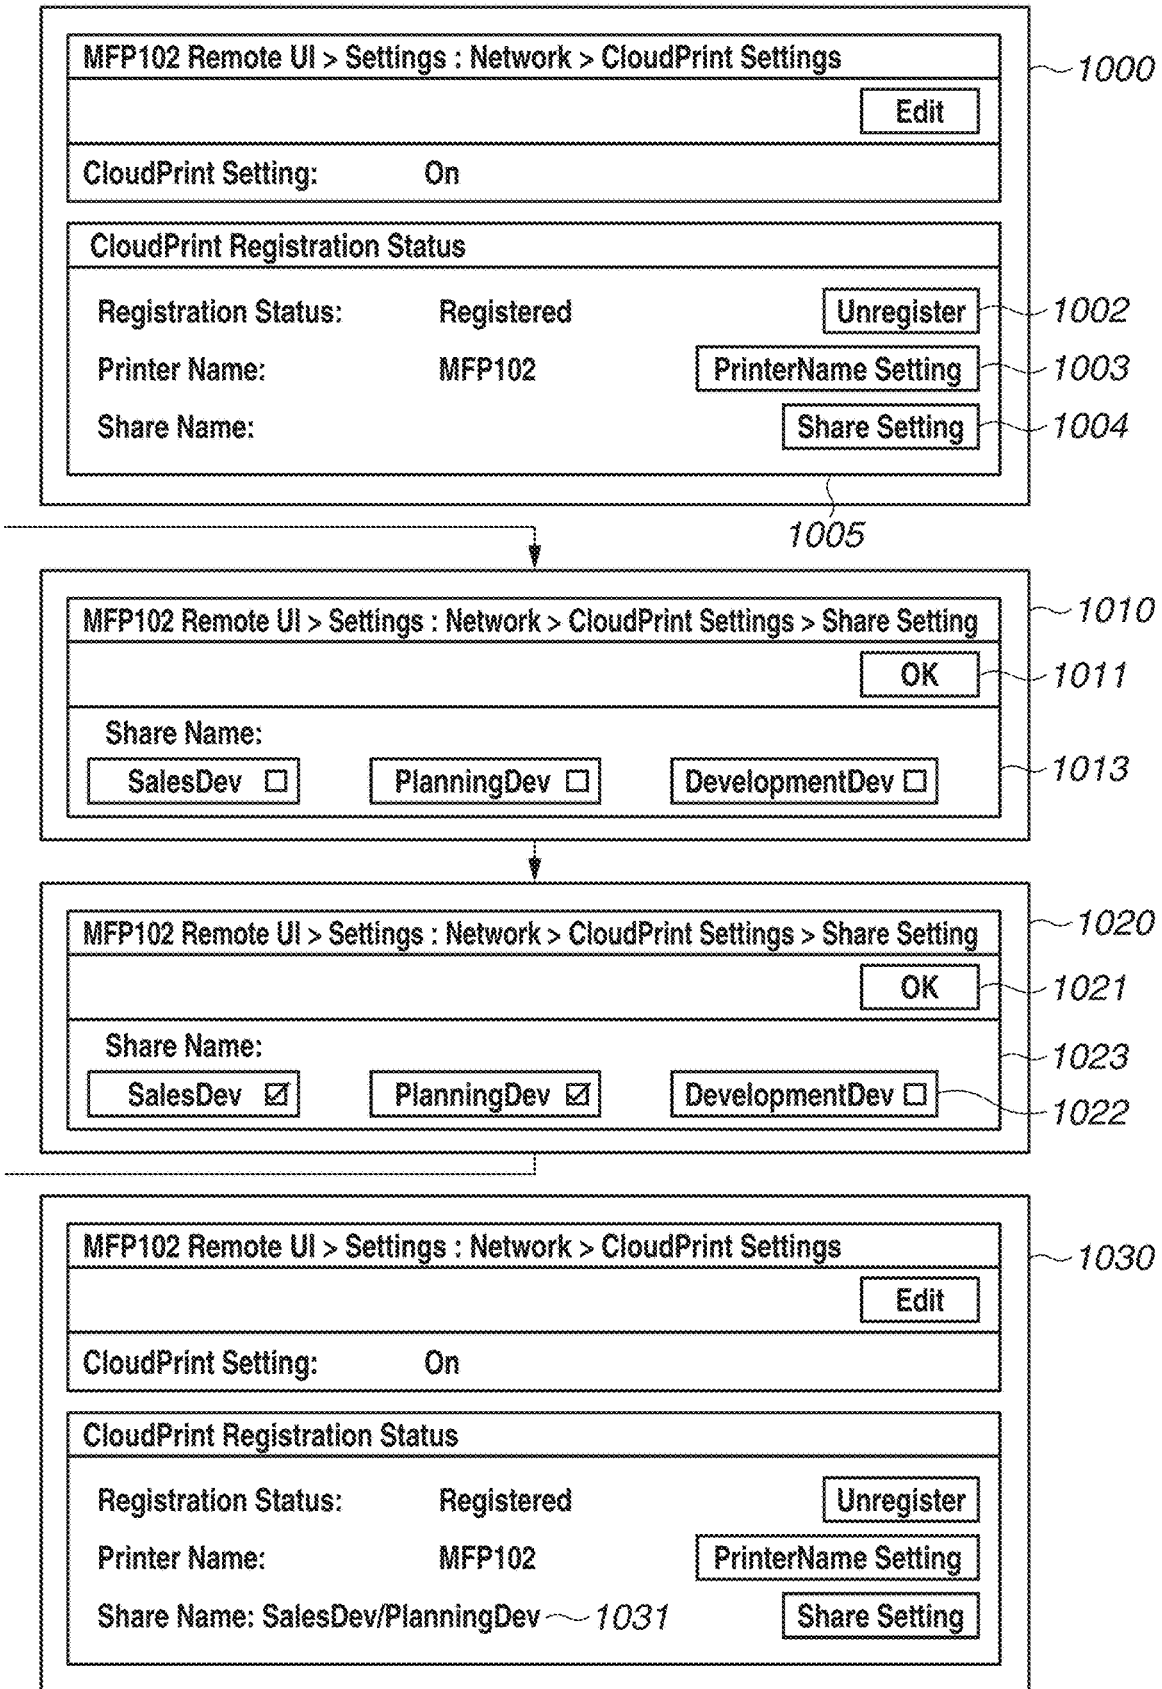 MFP102 Remote UI > Settings : Network > CloudPrint Settings
1000
Edit
CloudPrint Setting: On
CloudPrint Registration Status
Registration Status: Registered Unregister 1002
Printer Name: MFP102 PrinterName Setting 1003
Share Name: Share Setting 1004
1005
MFP102 Remote UI > Settings : Network > CloudPrint Settings > Share Setting 1010
OK 1011
Share Name:
1013
SalesDev PlanningDev DevelopmentDev
MFP102 Remote UI > Settings : Network > CloudPrint Settings > Share Setting 1020
OK 1021
Share Name:
1023
SalesDev PlanningDev DevelopmentDev 1022
MFP102 Remote UI > Settings : Network > CloudPrint Settings 1030
Edit
CloudPrint Setting: On
CloudPrint Registration Status
Registration Status: Registered Unregister
Printer Name: MFP102 PrinterName Setting
Share Name: SalesDev/PlanningDev 1031 Share Setting